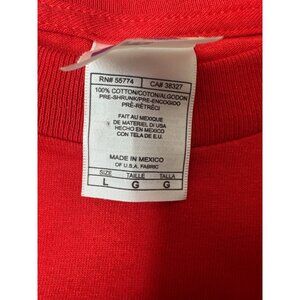 RN# 55774 CA# 38327
100% COTTON/COTON/ALGODON
PRE-SHRUNK/PRE-ENCOGIDO
PRÉ-RÉTRÉCI
FAIT AU MEXIQUE
DE MATERIEL D/USA
HECHO EN MEXICO
CON TELA DE E.U.
MADE IN MEXICO
OF U.S.A. FABRIC
SIZE TAILLE TALLA
L G G